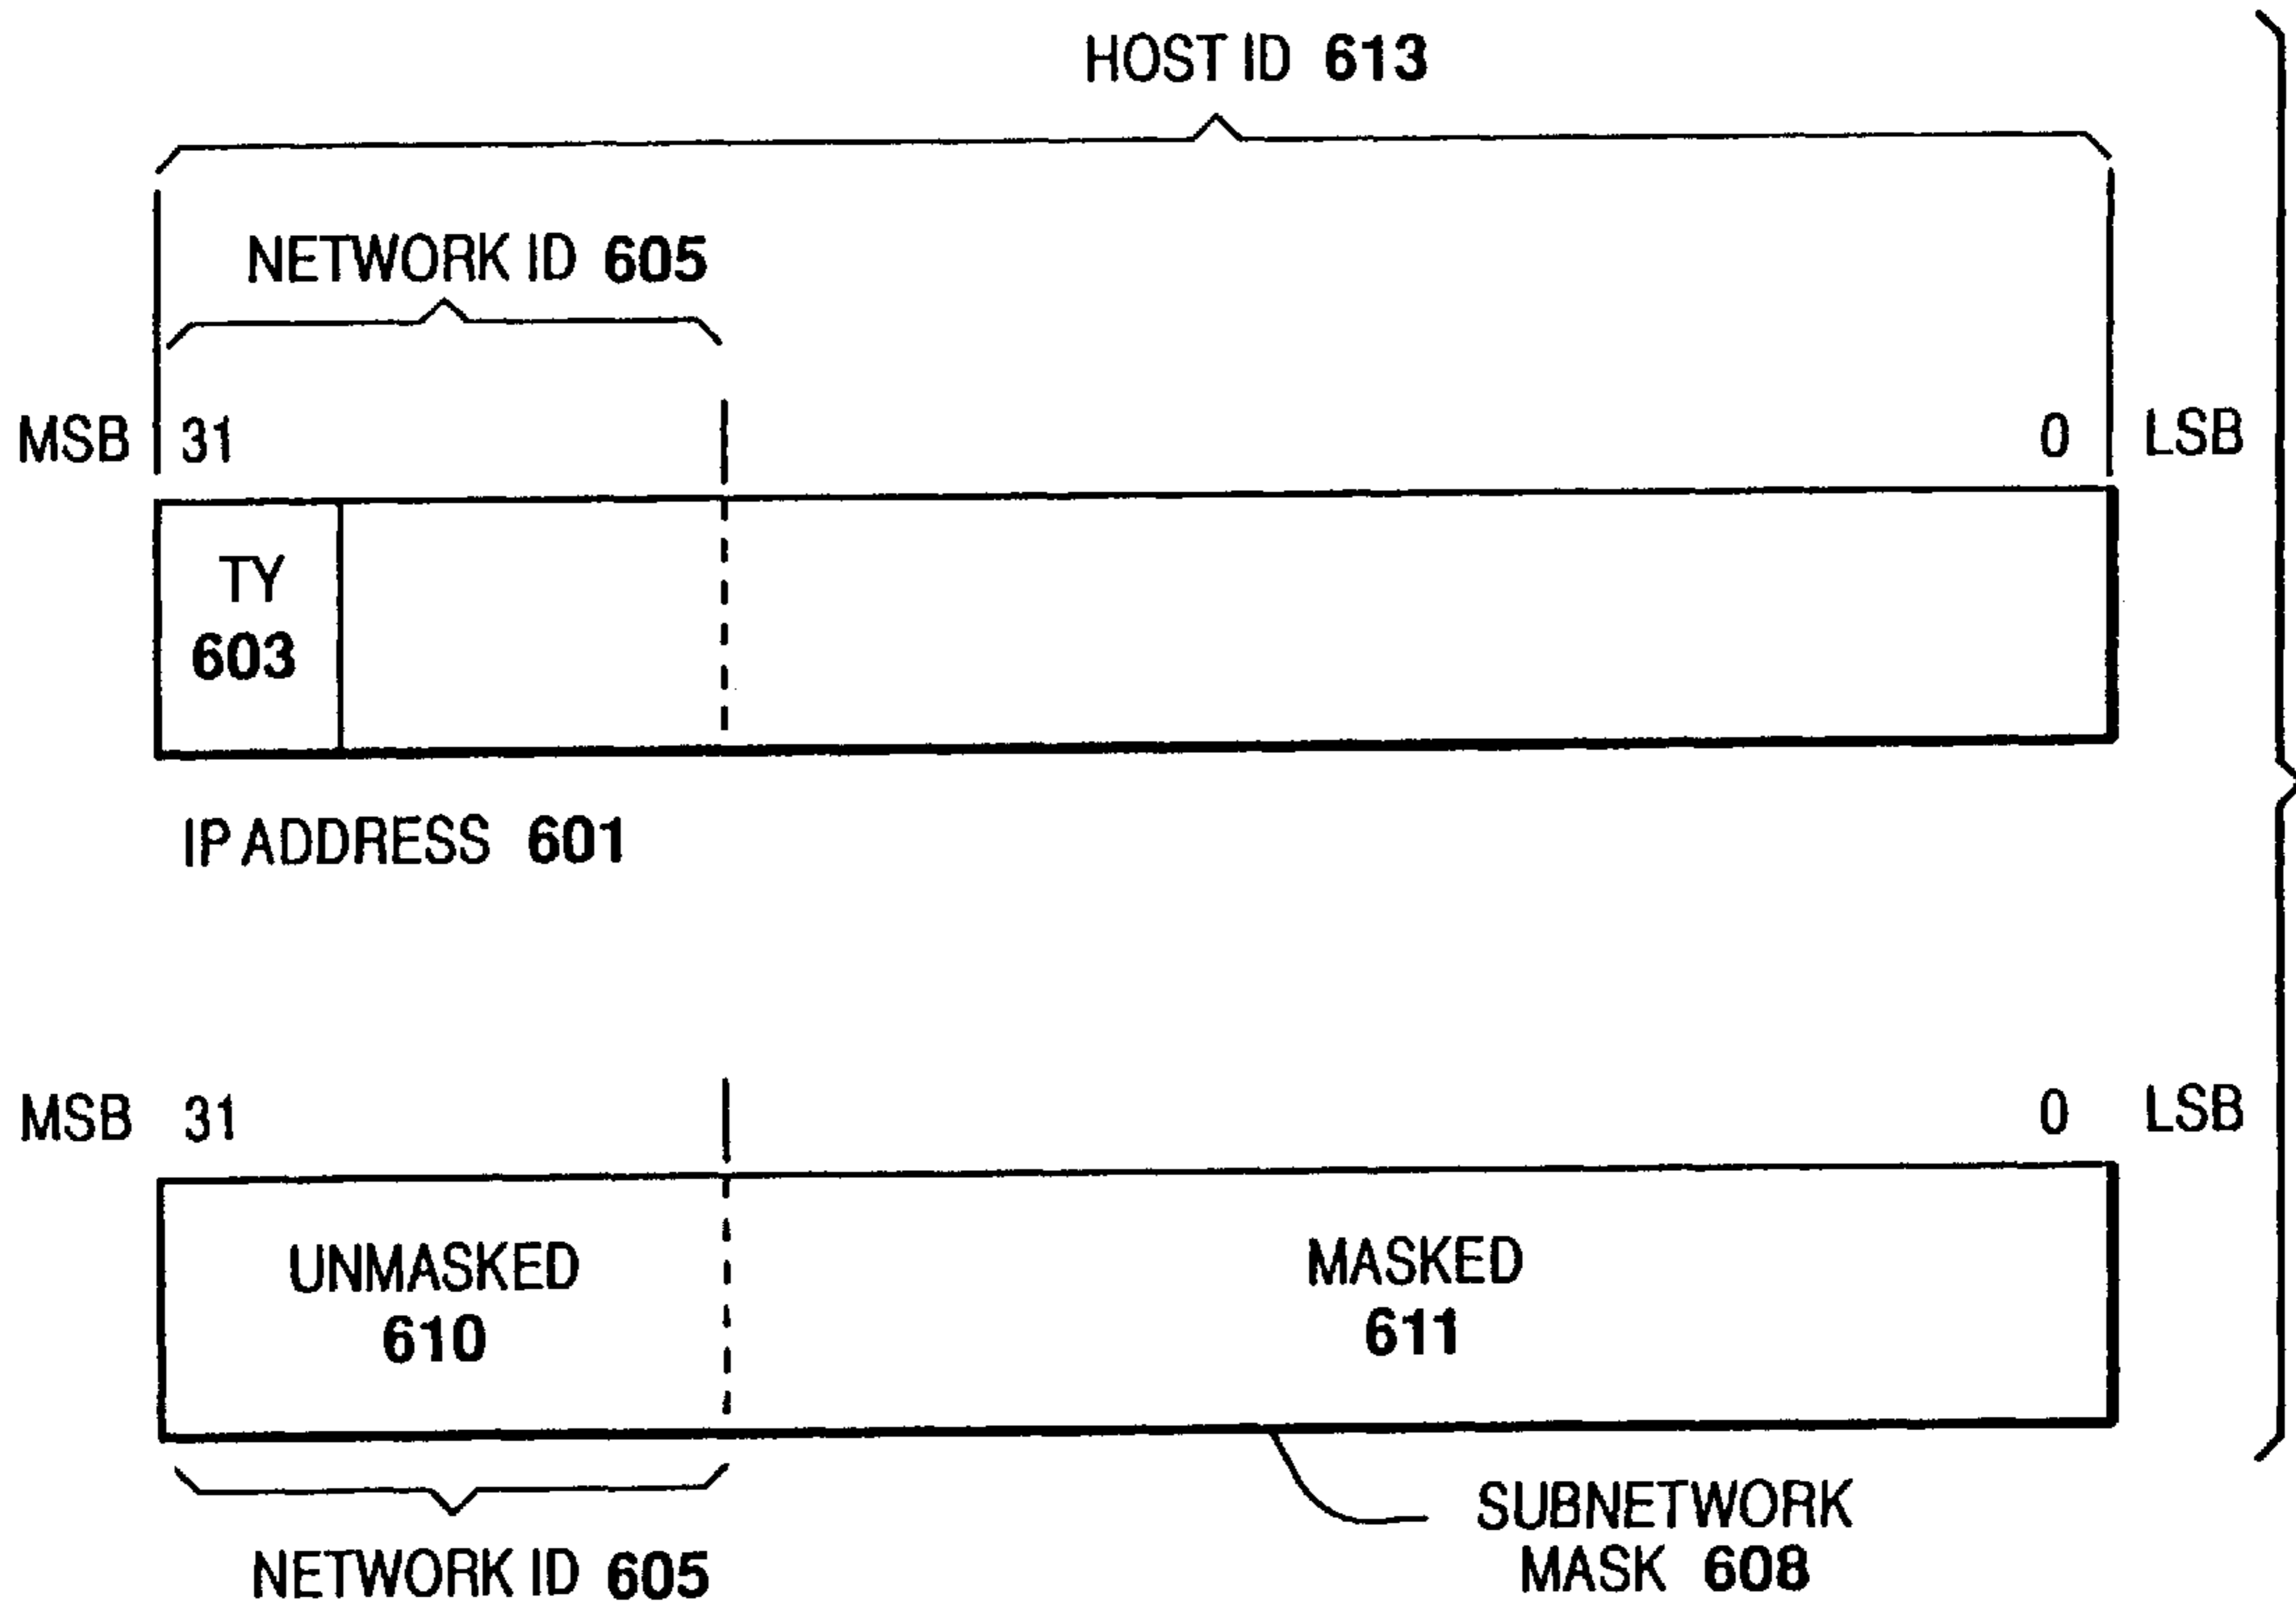 HOST ID 613
NETWORK ID 605
MSB 31 0 LSB
TY
603
IP ADDRESS 601
MSB 31 0 LSB
UNMASKED
610
MASKED
611
SUBNETWORK
MASK 608
NETWORK ID 605